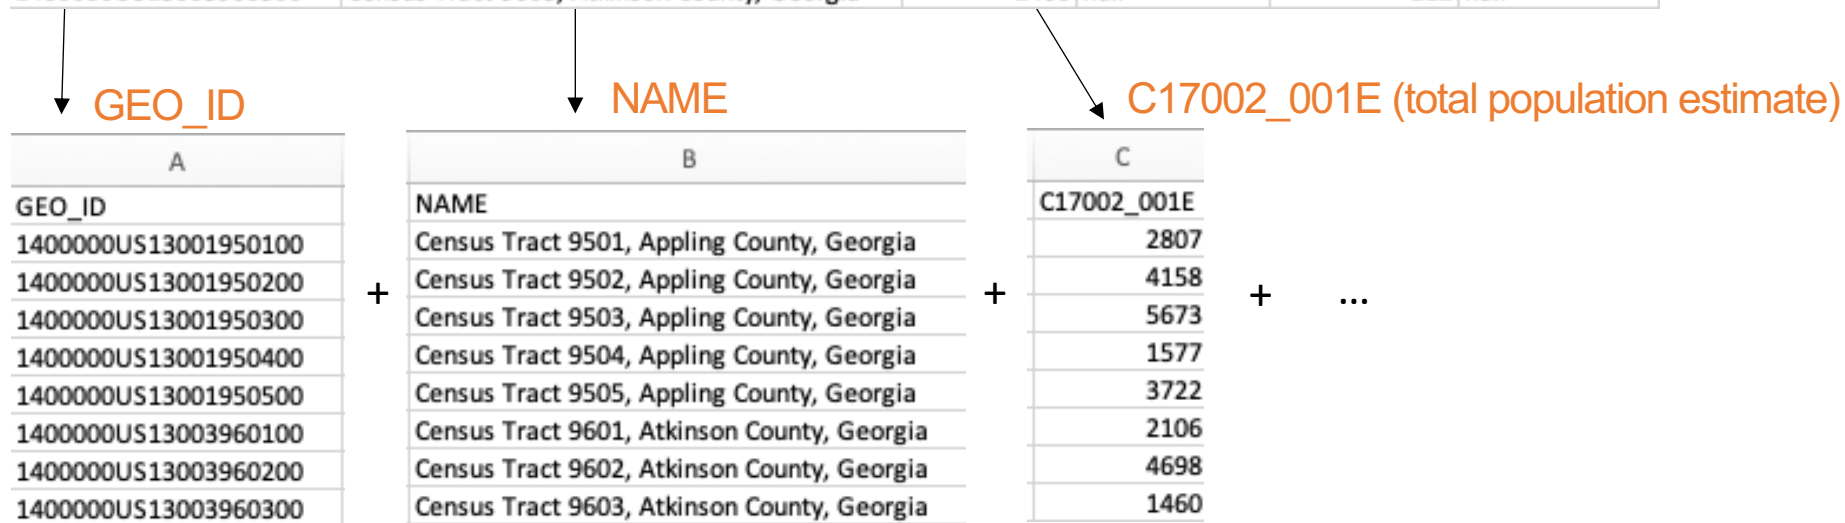 GEO_ID
NAME
C17002_001E (total population estimate)
A
B
C
GEO_ID
NAME
C17002_001E
1400000US13001950100
Census Tract 9501, Appling County, Georgia
2807
1400000US13001950200
Census Tract 9502, Appling County, Georgia
4158
1400000US13001950300
Census Tract 9503, Appling County, Georgia
5673
1400000US13001950400
Census Tract 9504, Appling County, Georgia
1577
1400000US13001950500
Census Tract 9505, Appling County, Georgia
3722
1400000US13003960100
Census Tract 9601, Atkinson County, Georgia
2106
1400000US13003960200
Census Tract 9602, Atkinson County, Georgia
4698
1400000US13003960300
Census Tract 9603, Atkinson County, Georgia
1460
+
+
+ ...